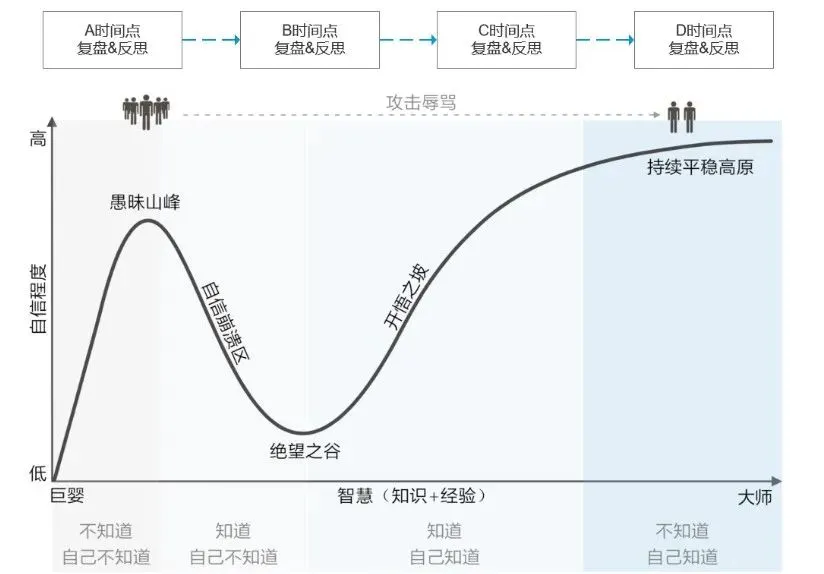 A时间点
复盘&反思
B时间点
复盘&反思
C时间点
复盘&反思
D时间点
复盘&反思
攻击辱骂
高
愚昧山峰
持续平稳高原
自信程度
自信崩溃区
开悟之坡
绝望之谷
低
巨婴
智慧（知识+经验）
大师
不知道
自己不知道
知道
自己不知道
知道
自己知道
不知道
自己知道